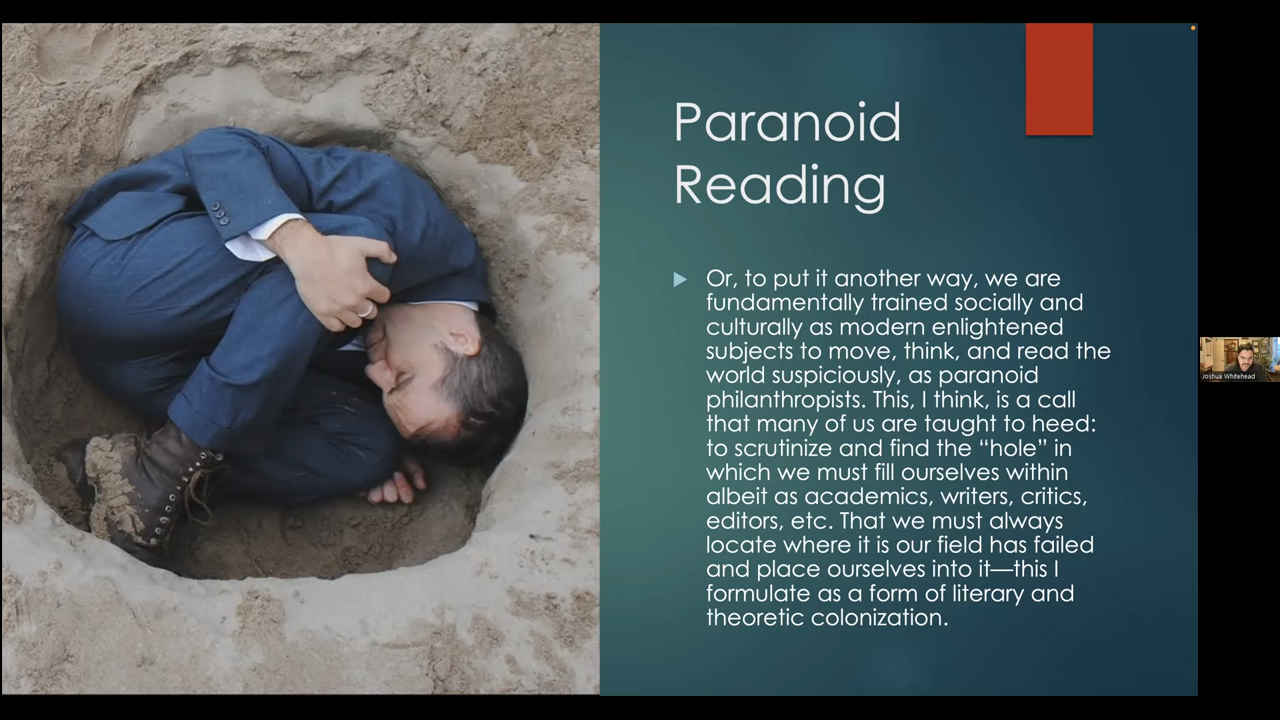 Paranoid
Reading
Or, to put it another way, we are
fundamentally trained socially and
culturally as modern enlightened
subjects to move, think, and read the
world suspiciously, as paranoid
philanthropists. This, I think, is a call
that many of us are taught to heed:
to scrutinize and find the “hole” in
which we must fill ourselves within
albeit as academics, writers, critics,
editors, etc. That we must always
locate where it is our field has failed
and place ourselves into it—this I
formulate as a form of literary and
theoretic colonization.
Joshua Whitehead